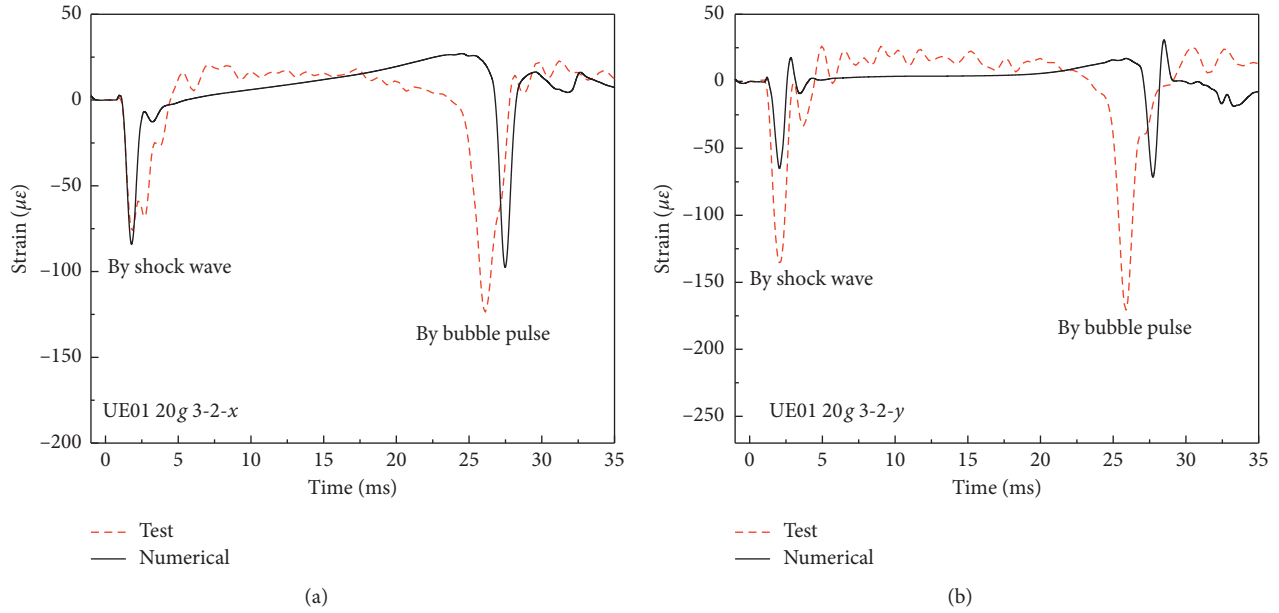 50
0
–50
–100
–150
–200
Strain (με)
By shock wave
By bubble pulse
UE01 20g 3-2-x
0 5 10 15 20 25 30 35
Time (ms)
Test
Numerical
(a)
50
0
–50
–100
–150
–200
–250
Strain (με)
By shock wave
By bubble pulse
UE01 20g 3-2-y
0 5 10 15 20 25 30 35
Time (ms)
Test
Numerical
(b)